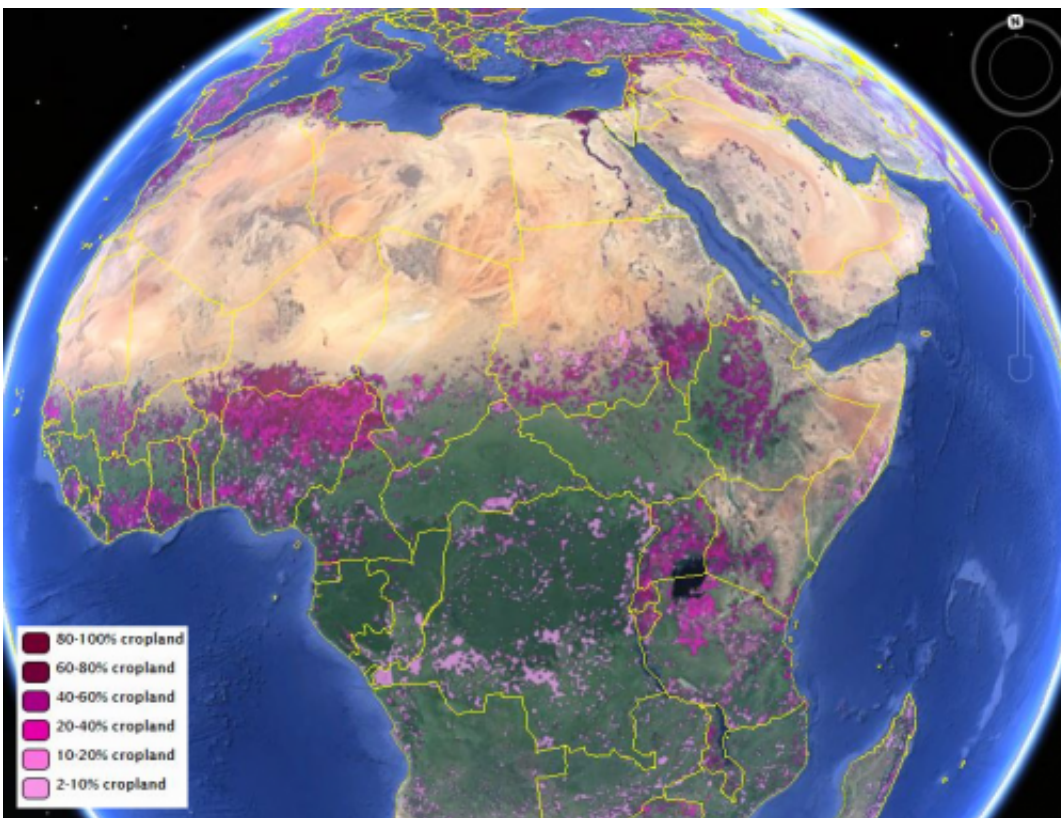 N
80-100% cropland
60-80% cropland
40-60% cropland
20-40% cropland
10-20% cropland
2-10% cropland